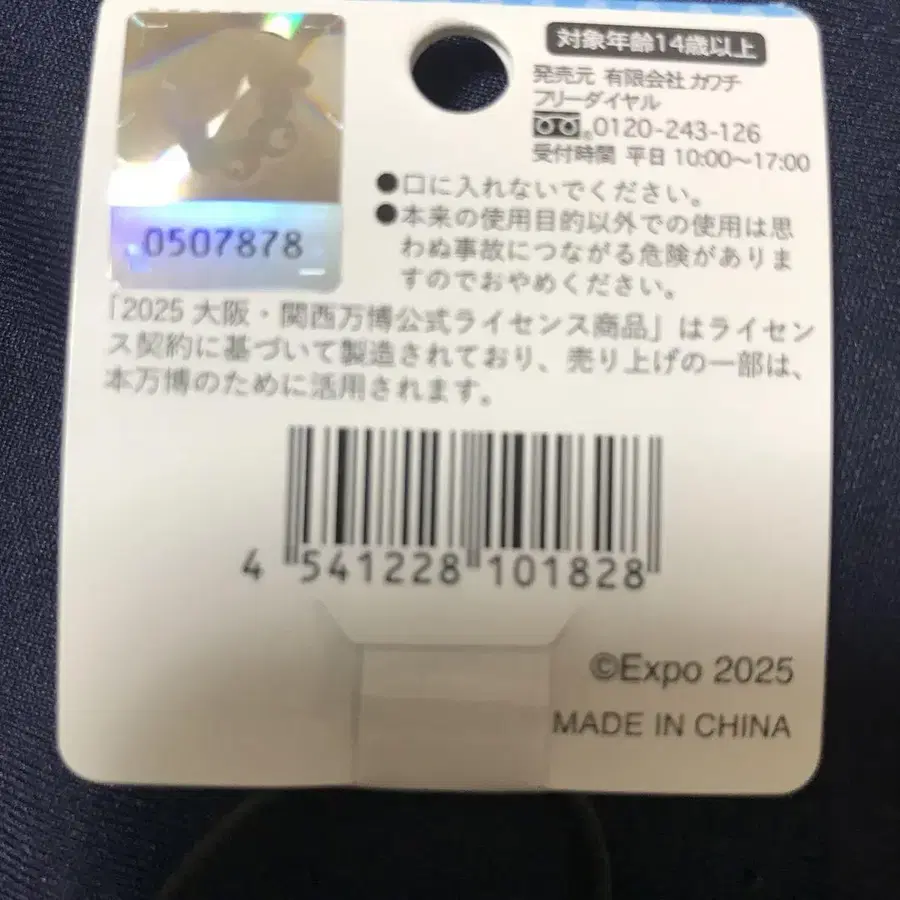 対象年齢14歳以上
発売元 有限会社 カワチ
フリーダイヤル
0120-243-126
受付時間 平日 10:00〜17:00
●口に入れないでください。
●本来の使用目的以外での使用は思
わぬ事故につながる危険がありま
すのでおやめください。
0507878
「2025 大阪・関西万博公式ライセンス商品」はライセン
ス契約に基づいて製造されており、売り上げの一部は、
本万博のために活用されます。
4 541228 101828
©Expo 2025
MADE IN CHINA